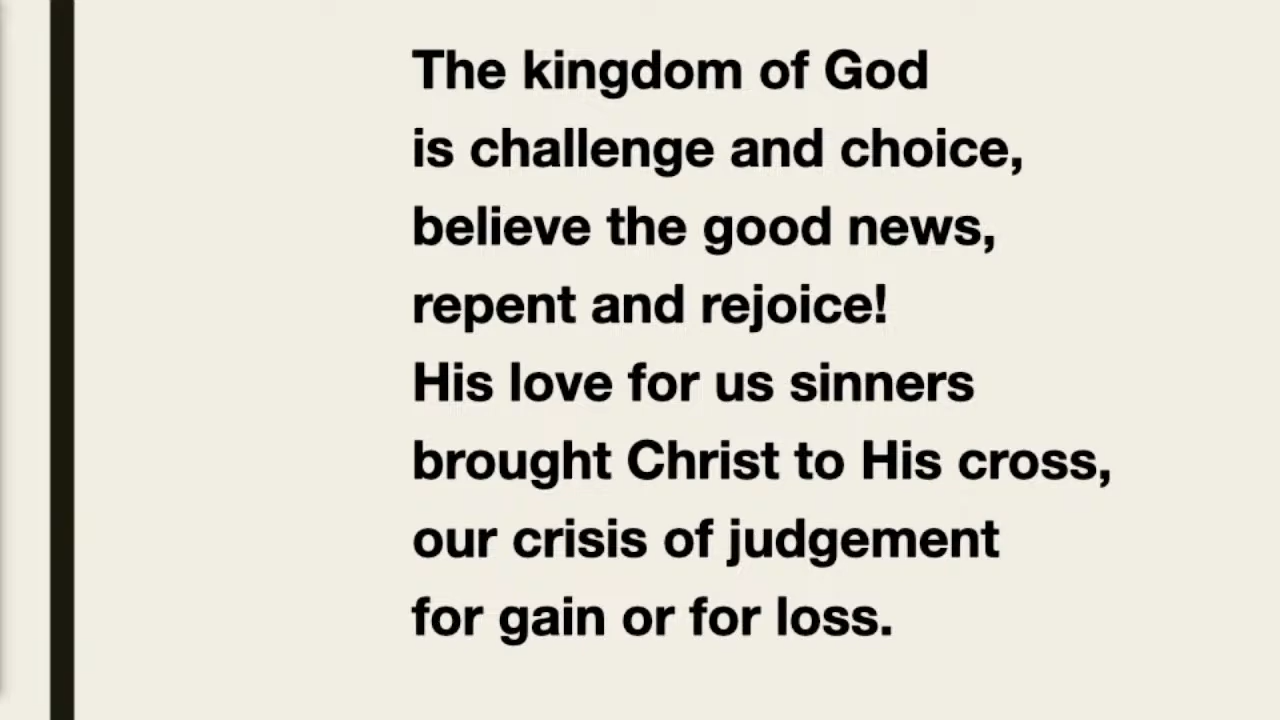 The kingdom of God
is challenge and choice,
believe the good news,
repent and rejoice!
His love for us sinners
brought Christ to His cross,
our crisis of judgement
for gain or for loss.